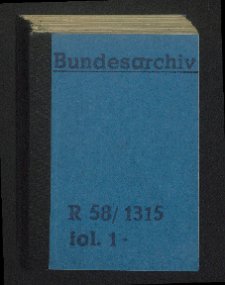 Bundesarchiv
R 58/ 1315
fol. 1-